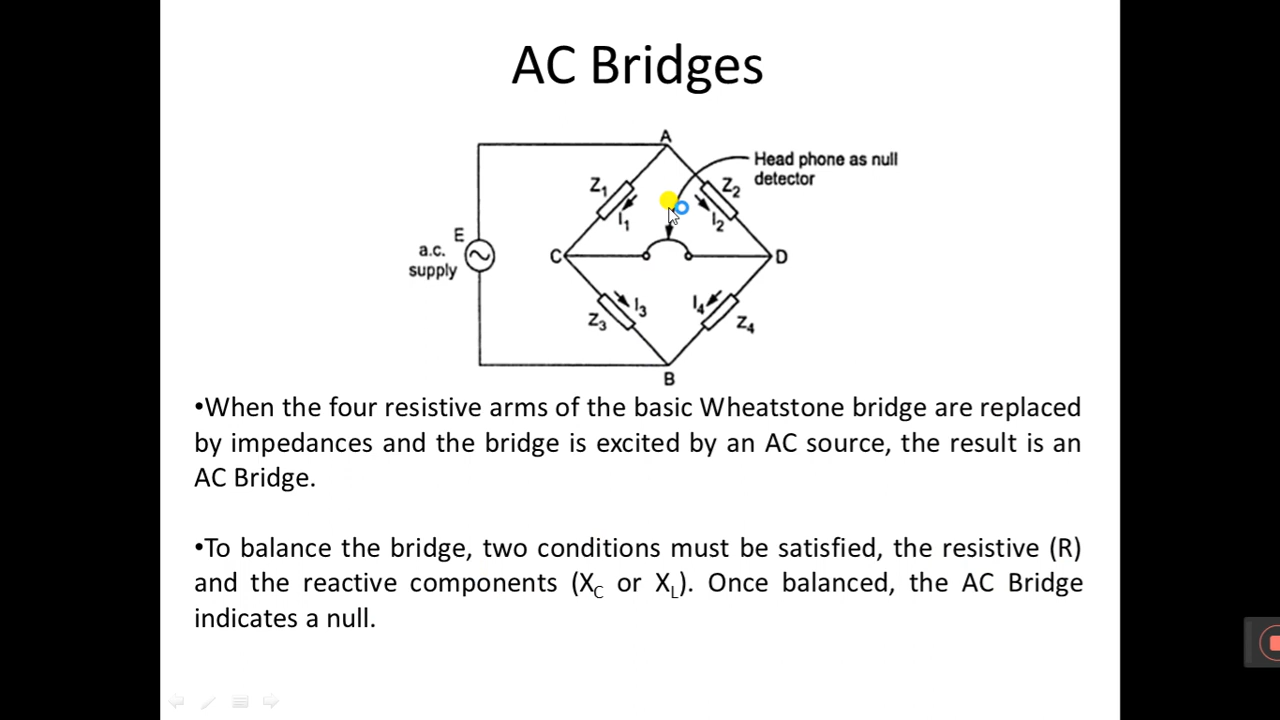 AC Bridges
A
Head phone as null
detector
Z₁
Z₂
I₁
I₂
E
a.c.
supply
C
D
I₃
I₄
Z₃
Z₄
B
•When the four resistive arms of the basic Wheatstone bridge are replaced
by impedances and the bridge is excited by an AC source, the result is an
AC Bridge.
•To balance the bridge, two conditions must be satisfied, the resistive (R)
and the reactive components (X_C or X_L). Once balanced, the AC Bridge
indicates a null.